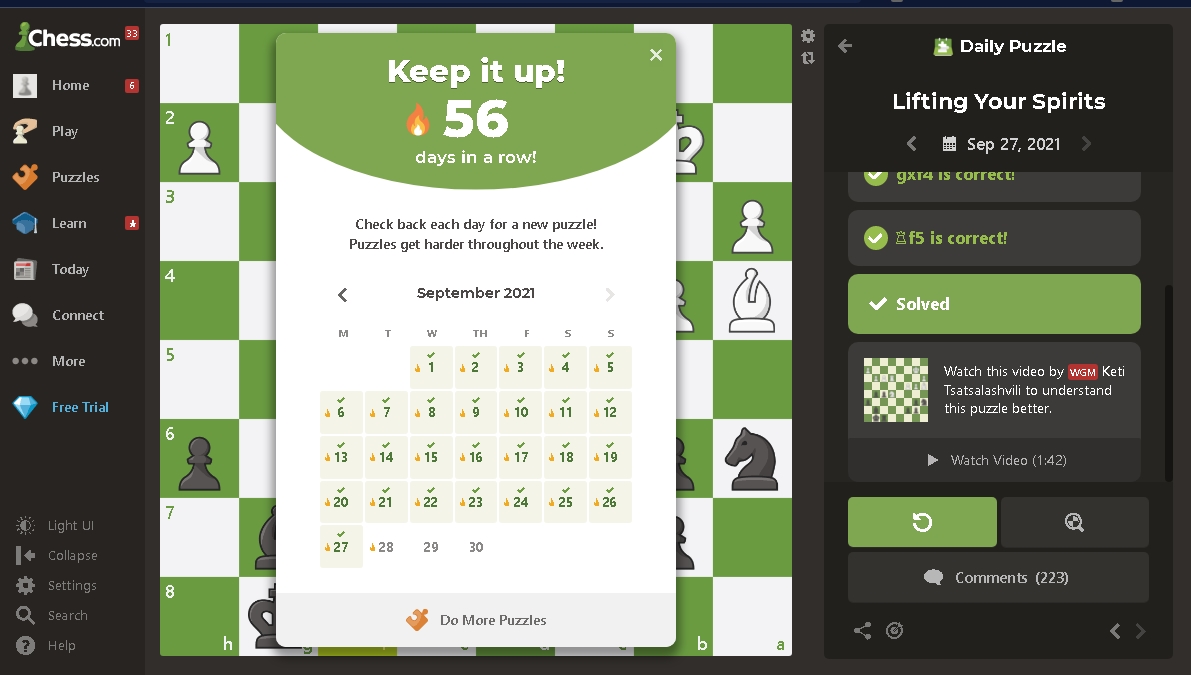 Chess.com
33
Home
6
Play
Puzzles
Learn
Today
Connect
More
Free Trial
Light UI
Collapse
Settings
Search
Help
1
2
3
4
5
6
7
8
h
b
a
Keep it up!
56
days in a row!
Check back each day for a new puzzle!
Puzzles get harder throughout the week.
September 2021
M T W TH F S S
1 2 3 4 5
6 7 8 9 10 11 12
13 14 15 16 17 18 19
20 21 22 23 24 25 26
27 28 29 30
Do More Puzzles
Daily Puzzle
Lifting Your Spirits
Sep 27, 2021
gxf4 is correct!
♖f5 is correct!
Solved
Watch this video by WGM Keti
Tsatsalashvili to understand
this puzzle better.
Watch Video (1:42)
Comments (223)